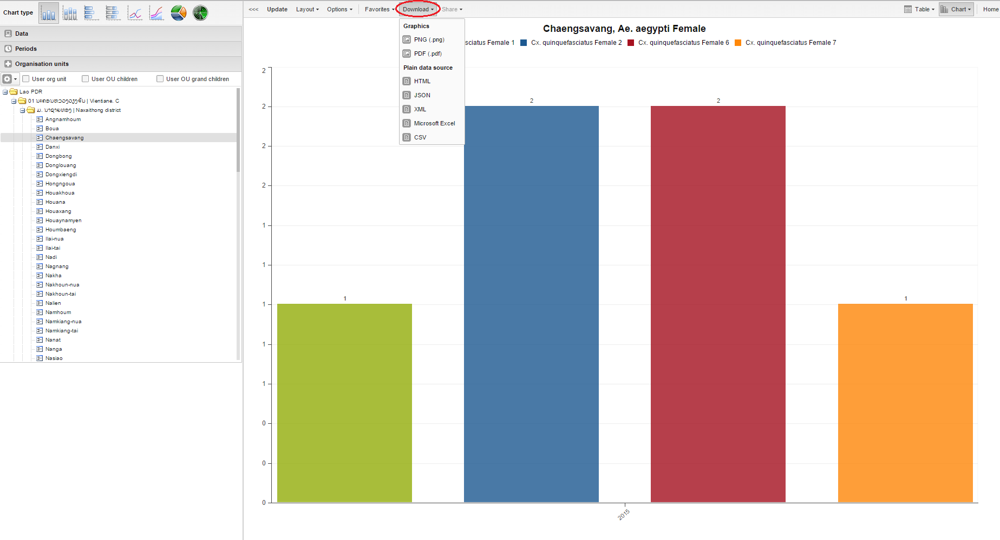 Chart type
<<< Update Layout Options Favorites Download Share Table Chart Home
Data
Periods
Organisation units
User org unit User OU children User OU grand children
Lao PDR
01 ນະຄອນຫວວງວຽງຈັນ | Vientiane. C
ມ. ນາຊາຍທອງ | Naxaithong district
Angnamhoum
Boua
Chaengsavang
Danxi
Dongbong
Donglouang
Dongxiengdi
Hongngoua
Houakhoua
Houana
Houaxang
Houaynamyen
Houmbaeng
Ilai-nua
Ilai-tai
Nadi
Nagnang
Nakha
Nakhoun-nua
Nakhoun-tai
Nalien
Namhoum
Namkiang-nua
Namkiang-tai
Nanat
Nanga
Nasiao
Graphics
PNG (.png)
PDF (.pdf)
Plain data source
HTML
JSON
XML
Microsoft Excel
CSV
Chaengsavang, Ae. aegypti Female
sciatus Female 1 Cx. quinquefasciatus Female 2 Cx. quinquefasciatus Female 6 Cx. quinquefasciatus Female 7
2
2
2
2
1
1
1
1
1
0
0
0
1
2
2
1
2015